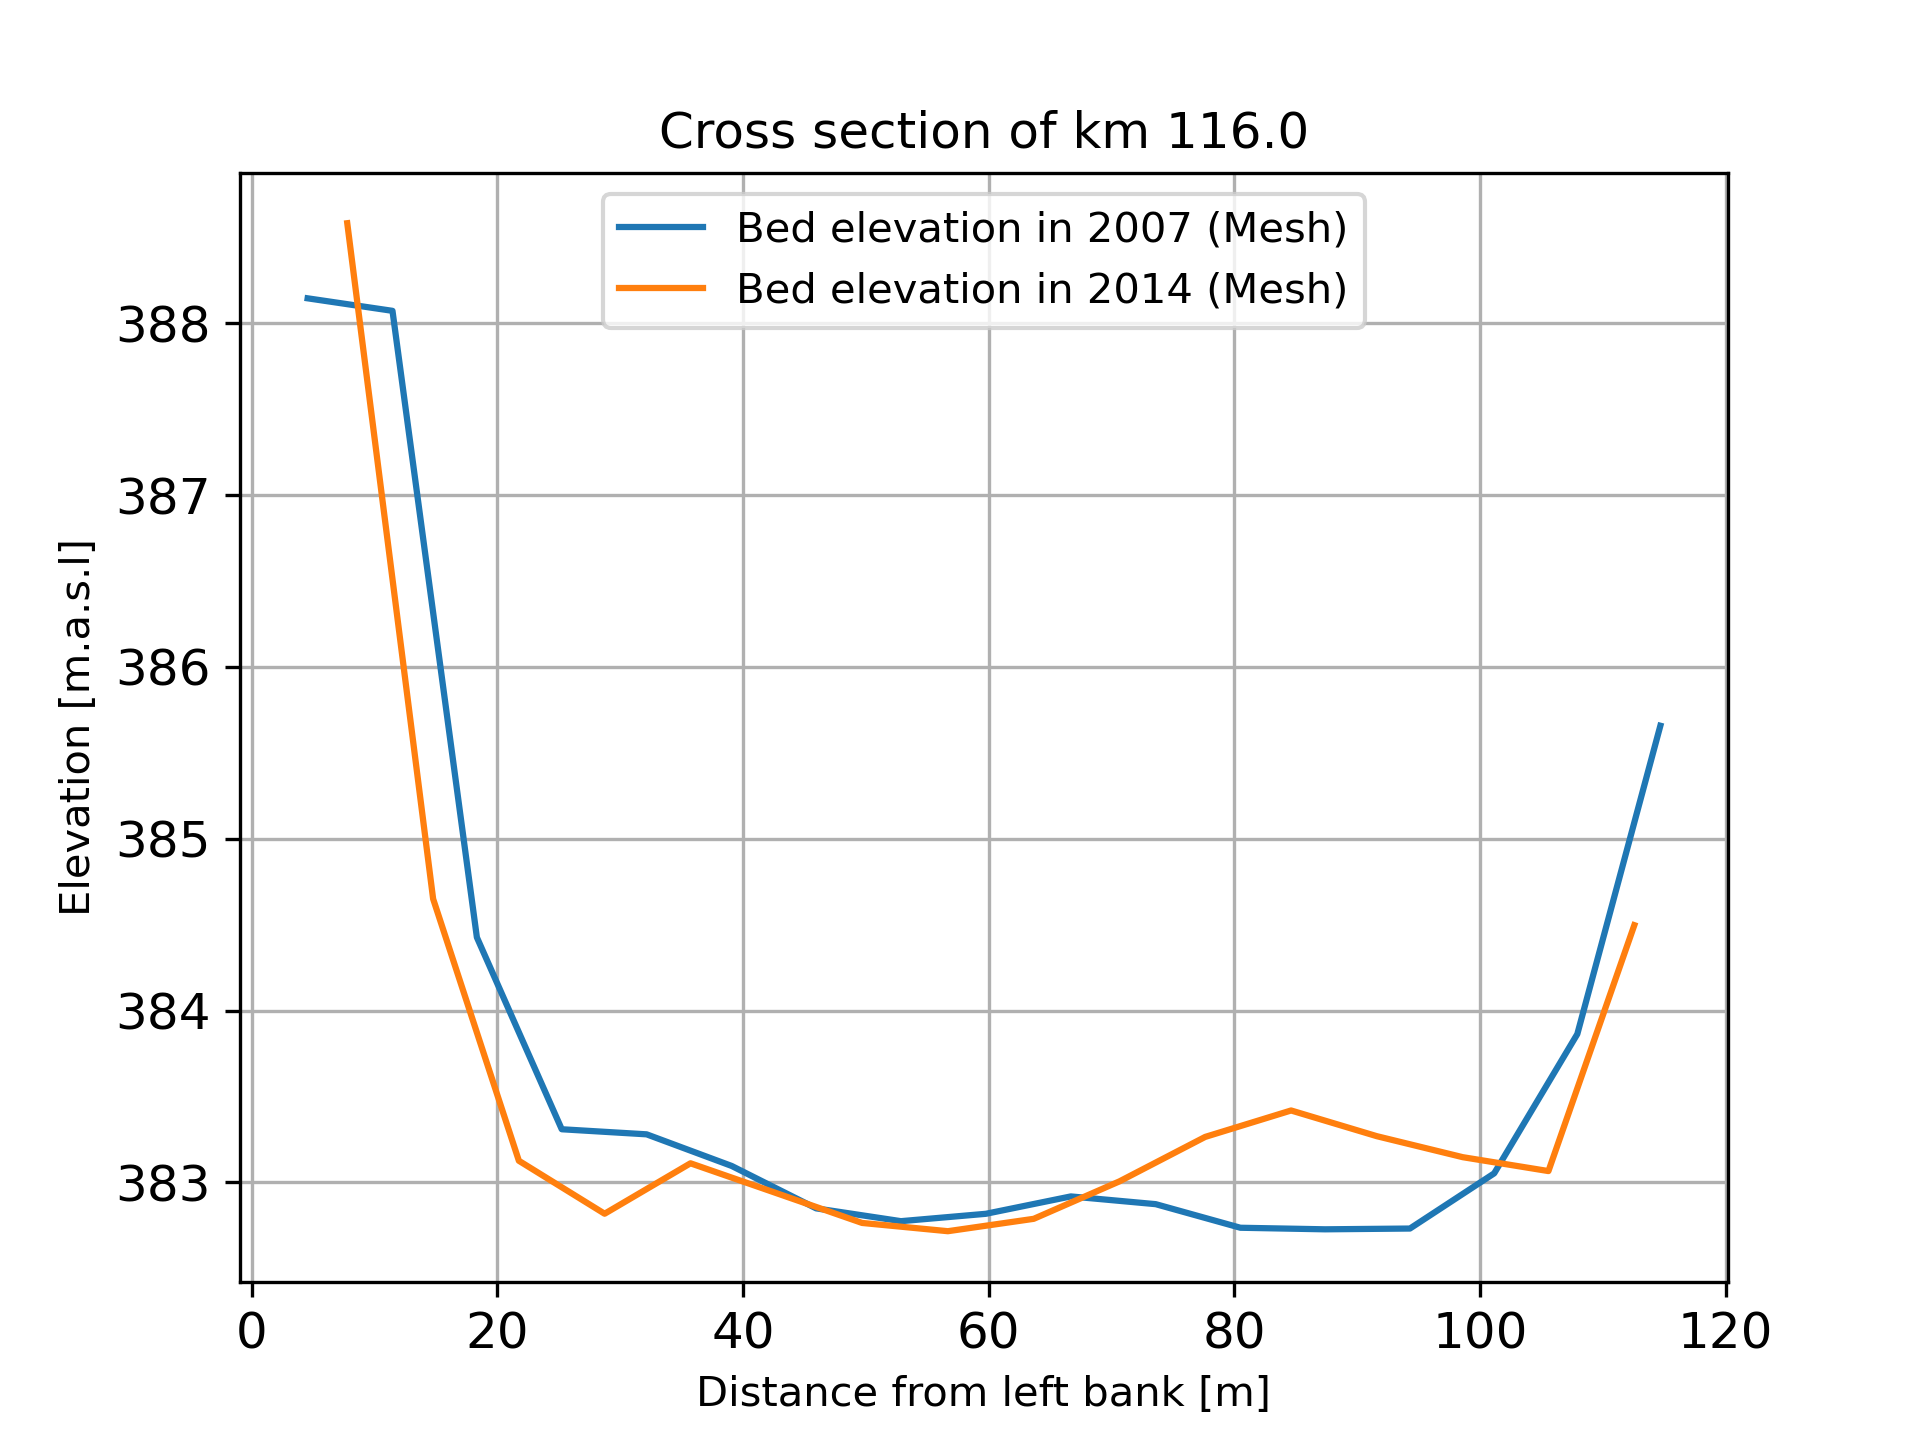 Cross section of km 116.0
Bed elevation in 2007 (Mesh)
Bed elevation in 2014 (Mesh)
388
387
386
385
384
383
Elevation [m.a.s.l]
0 20 40 60 80 100 120
Distance from left bank [m]